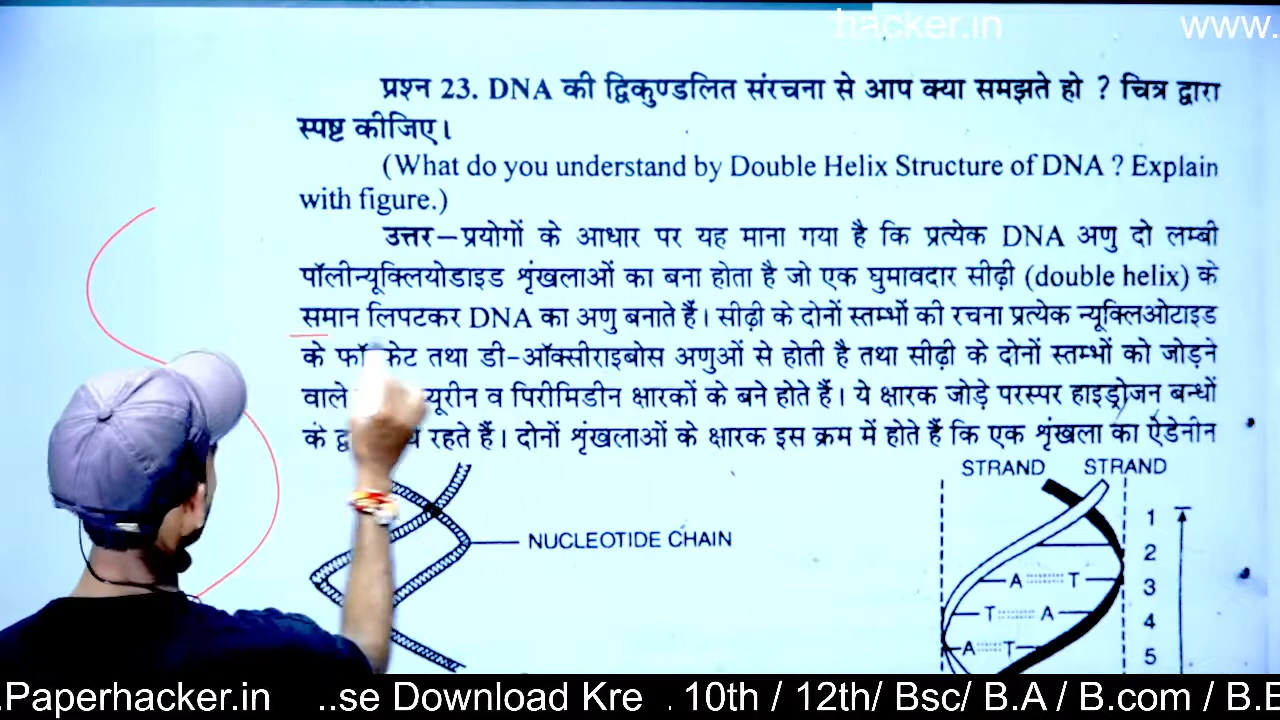 hacker.in www.
प्रश्न 23. DNA की द्विकुण्डलित संरचना से आप क्या समझते हो ? चित्र द्वारा
स्पष्ट कीजिए।
(What do you understand by Double Helix Structure of DNA ? Explain
with figure.)
उत्तर–प्रयोगों के आधार पर यह माना गया है कि प्रत्येक DNA अणु दो लम्बी
पॉलीन्यूक्लियोडाइड शृंखलाओं का बना होता है जो एक घुमावदार सीढ़ी (double helix) के
समान लिपटकर DNA का अणु बनाते हैं। सीढ़ी के दोनों स्तम्भों की रचना प्रत्येक न्यूक्लिओटाइड
के तथा डी-ऑक्सीराइबोस अणुओं से होती है तथा सीढ़ी के दोनों स्तम्भों को जोड़ने
वाले व पिरीमिडीन क्षारकों के बने होते हैं। ये क्षारक जोड़े परस्पर हाइड्रोजन बन्धों
के रहते हैं। दोनों शृंखलाओं के क्षारक इस क्रम में होते हैं कि एक शृंखला का ऐडेनीन
STRAND STRAND
NUCLEOTIDE CHAIN
1
2
A T 3
T A 4
A T 5
.Paperhacker.in ..se Download Kre . 10th / 12th/ Bsc/ B.A / B.com / B.E